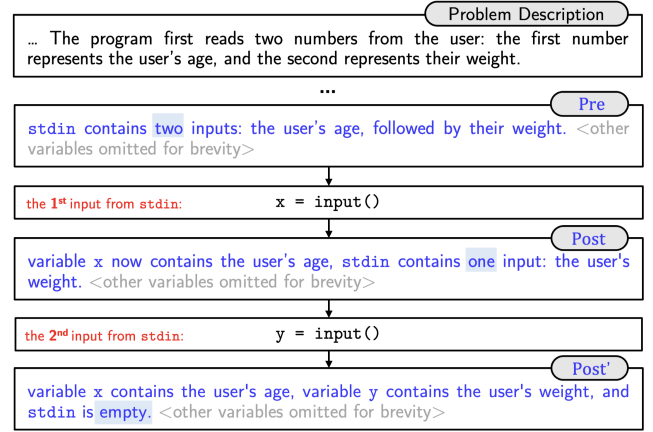 Problem Description
... The program first reads two numbers from the user: the first number
represents the user's age, and the second represents their weight.
...
Pre
stdin contains two inputs: the user's age, followed by their weight. <other
variables omitted for brevity>
the 1st input from stdin: x = input()
Post
variable x now contains the user's age, stdin contains one input: the user's
weight. <other variables omitted for brevity>
the 2nd input from stdin: y = input()
Post'
variable x contains the user's age, variable y contains the user's weight, and
stdin is empty. <other variables omitted for brevity>